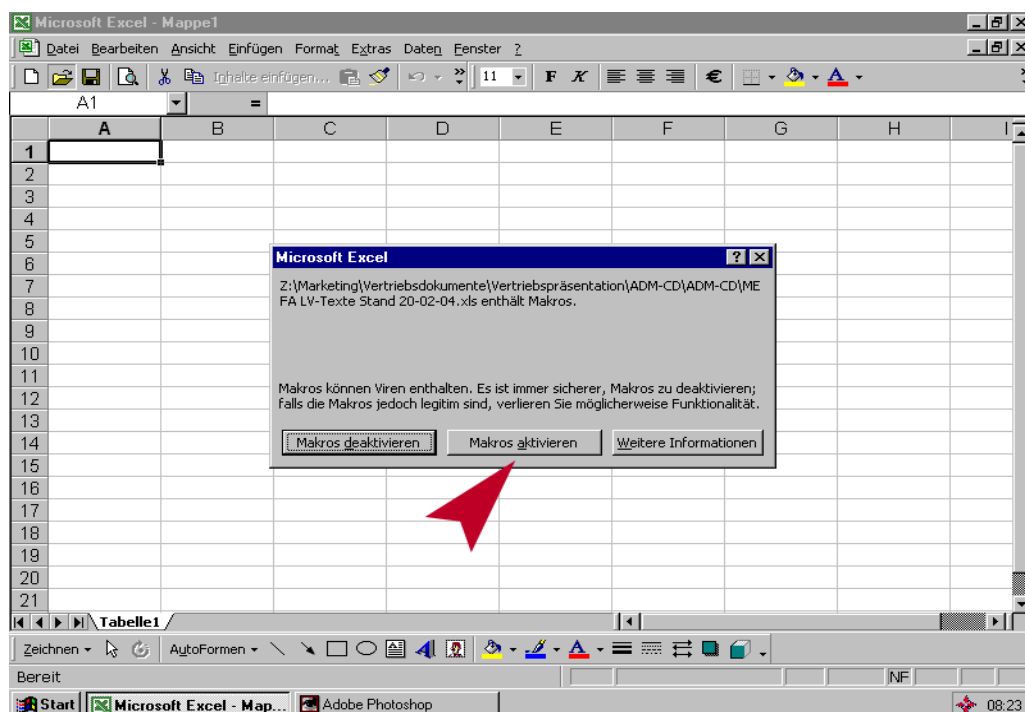 Microsoft Excel - Mappe1
Datei Bearbeiten Ansicht Einfügen Format Extras Daten Fenster ?
Inhalte einfügen... 11 F K €  A
A1 =
A B C D E F G H I
1
2
3
4
5
6
7
8
9
10
11
12
13
14
15
16
17
18
19
20
21
Microsoft Excel
Z:\Marketing\Vertriebsdokumente\Vertriebspräsentation\ADM-CD\ADM-CD\ME
FA LV-Texte Stand 20-02-04.xls enthält Makros.
Makros können Viren enthalten. Es ist immer sicherer, Makros zu deaktivieren;
falls die Makros jedoch legitim sind, verlieren Sie möglicherweise Funktionalität.
Makros deaktivieren Makros aktivieren Weitere Informationen
Tabelle1
Zeichnen AutoFormen A
Bereit NF
Start Microsoft Excel - Map... Adobe Photoshop 08:23